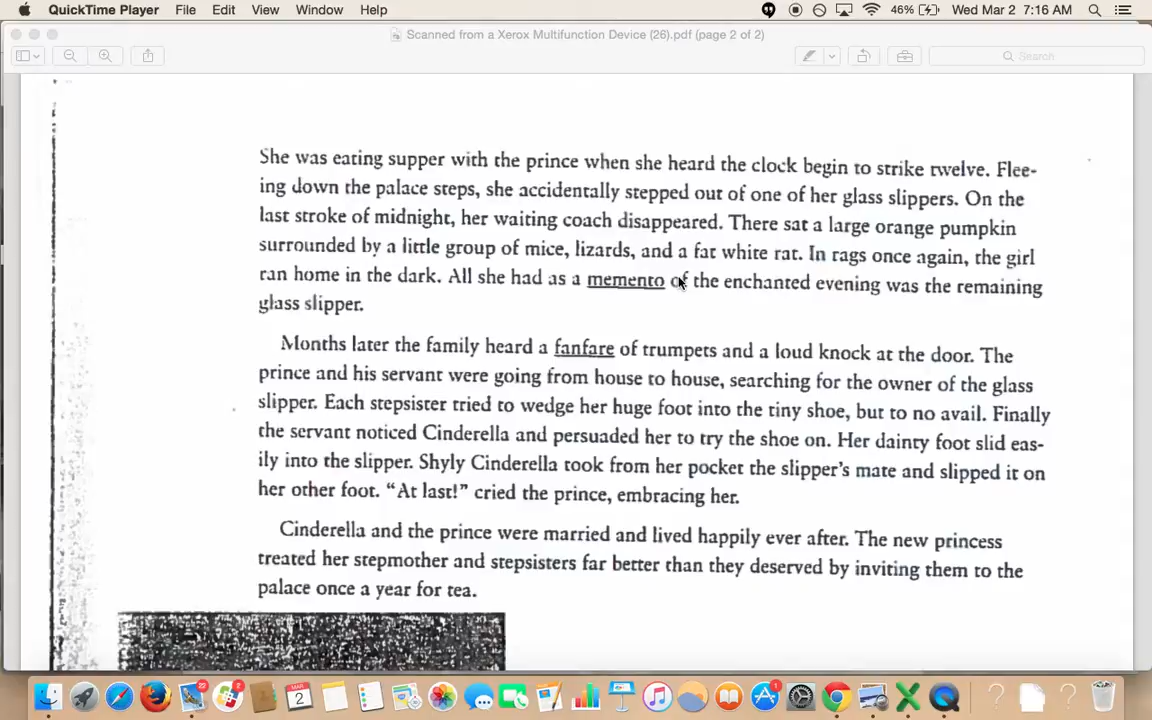 QuickTime Player File Edit View Window Help 46% Wed Mar 2 7:16 AM
Scanned from a Xerox Multifunction Device (26).pdf (page 2 of 2)
Search
She was eating supper with the prince when she heard the clock begin to strike twelve. Flee-
ing down the palace steps, she accidentally stepped out of one of her glass slippers. On the
last stroke of midnight, her waiting coach disappeared. There sat a large orange pumpkin
surrounded by a little group of mice, lizards, and a fat white rat. In rags once again, the girl
ran home in the dark. All she had as a memento of the enchanted evening was the remaining
glass slipper.
Months later the family heard a fanfare of trumpets and a loud knock at the door. The
prince and his servant were going from house to house, searching for the owner of the glass
slipper. Each stepsister tried to wedge her huge foot into the tiny shoe, but to no avail. Finally
the servant noticed Cinderella and persuaded her to try the shoe on. Her dainty foot slid eas-
ily into the slipper. Shyly Cinderella took from her pocket the slipper's mate and slipped it on
her other foot. "At last!" cried the prince, embracing her.
Cinderella and the prince were married and lived happily ever after. The new princess
treated her stepmother and stepsisters far better than they deserved by inviting them to the
palace once a year for tea.